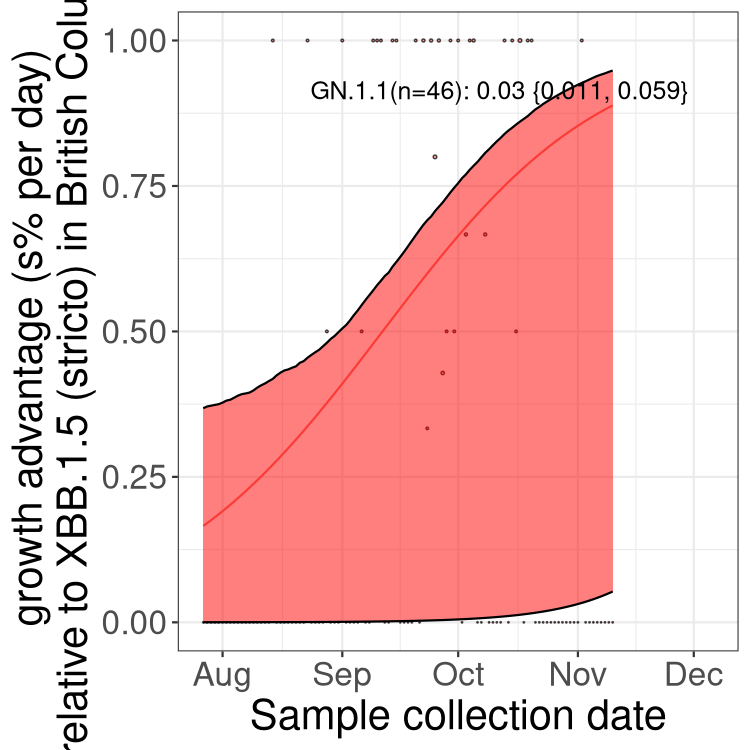 growth advantage (s% per day)
relative to XBB.1.5 (stricto) in British Colu
1.00
0.75
0.50
0.25
0.00
GN.1.1(n=46): 0.03 {0.011, 0.059}
Aug Sep Oct Nov Dec
Sample collection date